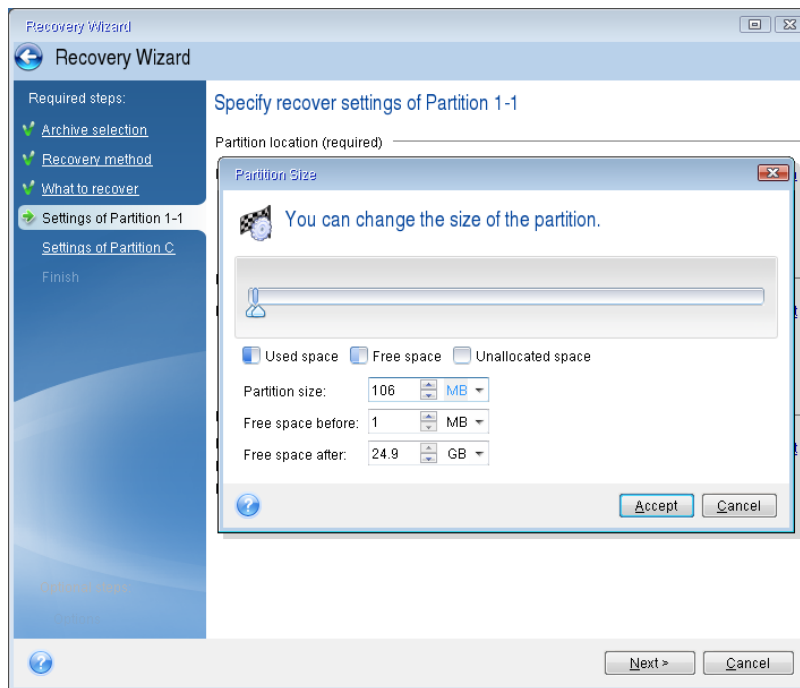 Recovery Wizard
Recovery Wizard
Required steps:
Archive selection
Recovery method
What to recover
Settings of Partition 1-1
Settings of Partition C
Finish
Specify recover settings of Partition 1-1
Partition location (required)
Partition Size
You can change the size of the partition.
Used space Free space Unallocated space
Partition size: 106 MB
Free space before: 1 MB
Free space after: 24.9 GB
Accept Cancel
Next > Cancel